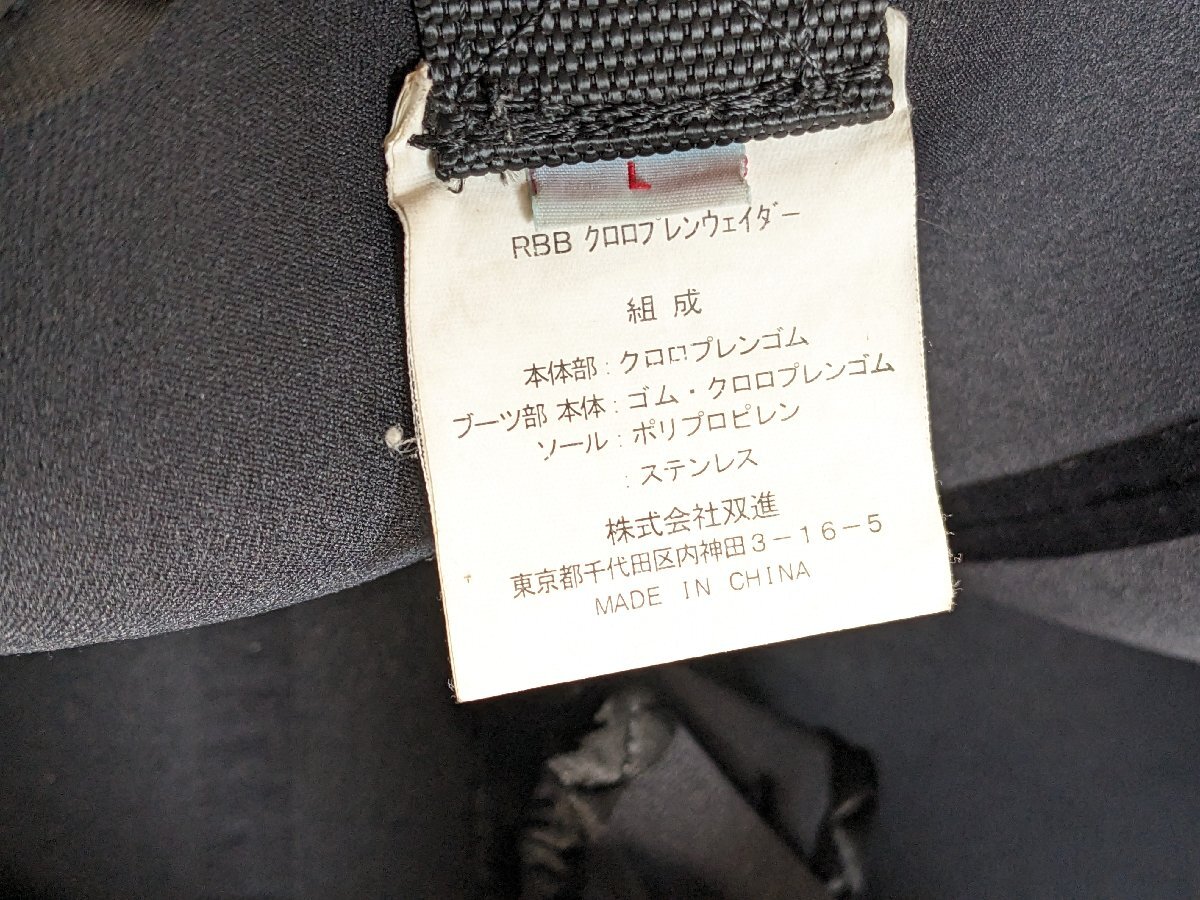 L
RBB クロロプレンウェイダー
組成
本体部：クロロプレンゴム
ブーツ部 本体：ゴム・クロロプレンゴム
ソール：ポリプロピレン
：ステンレス
株式会社双進
東京都千代田区内神田3－16－5
MADE IN CHINA